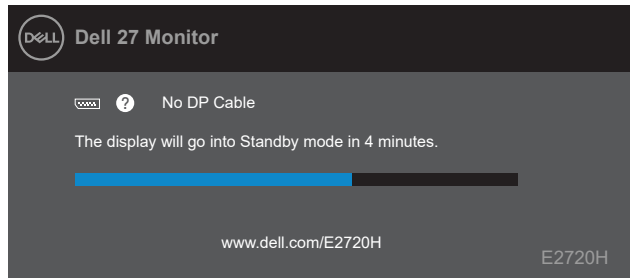 DELL Dell 27 Monitor
? No DP Cable
The display will go into Standby mode in 4 minutes.
www.dell.com/E2720H
E2720H